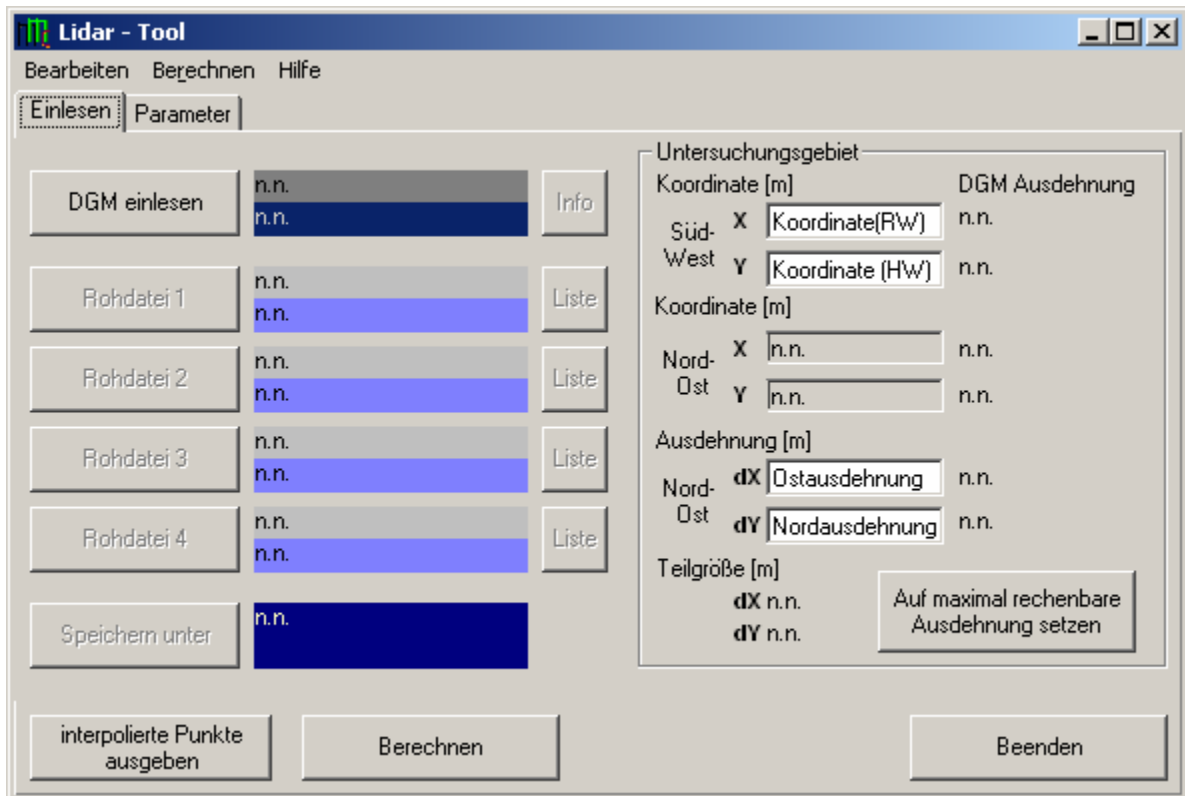 Lidar - Tool
Bearbeiten Berechnen Hilfe
Einlesen Parameter
DGM einlesen
n.n.
n.n.
Info
Rohdatei 1
n.n.
n.n.
Liste
Rohdatei 2
n.n.
n.n.
Liste
Rohdatei 3
n.n.
n.n.
Liste
Rohdatei 4
n.n.
n.n.
Liste
Speichern unter
n.n.
Untersuchungsgebiet
Koordinate [m] DGM Ausdehnung
Süd-
West
X Koordinate(RW) n.n.
Y Koordinate (HW) n.n.
Koordinate [m]
Nord-
Ost
X n.n. n.n.
Y n.n. n.n.
Ausdehnung [m]
Nord-
Ost
dX Ostausdehnung n.n.
dY Nordausdehnung n.n.
Teilgröße [m]
dX n.n.
dY n.n.
Auf maximal rechenbare
Ausdehnung setzen
interpolierte Punkte
ausgeben
Berechnen
Beenden